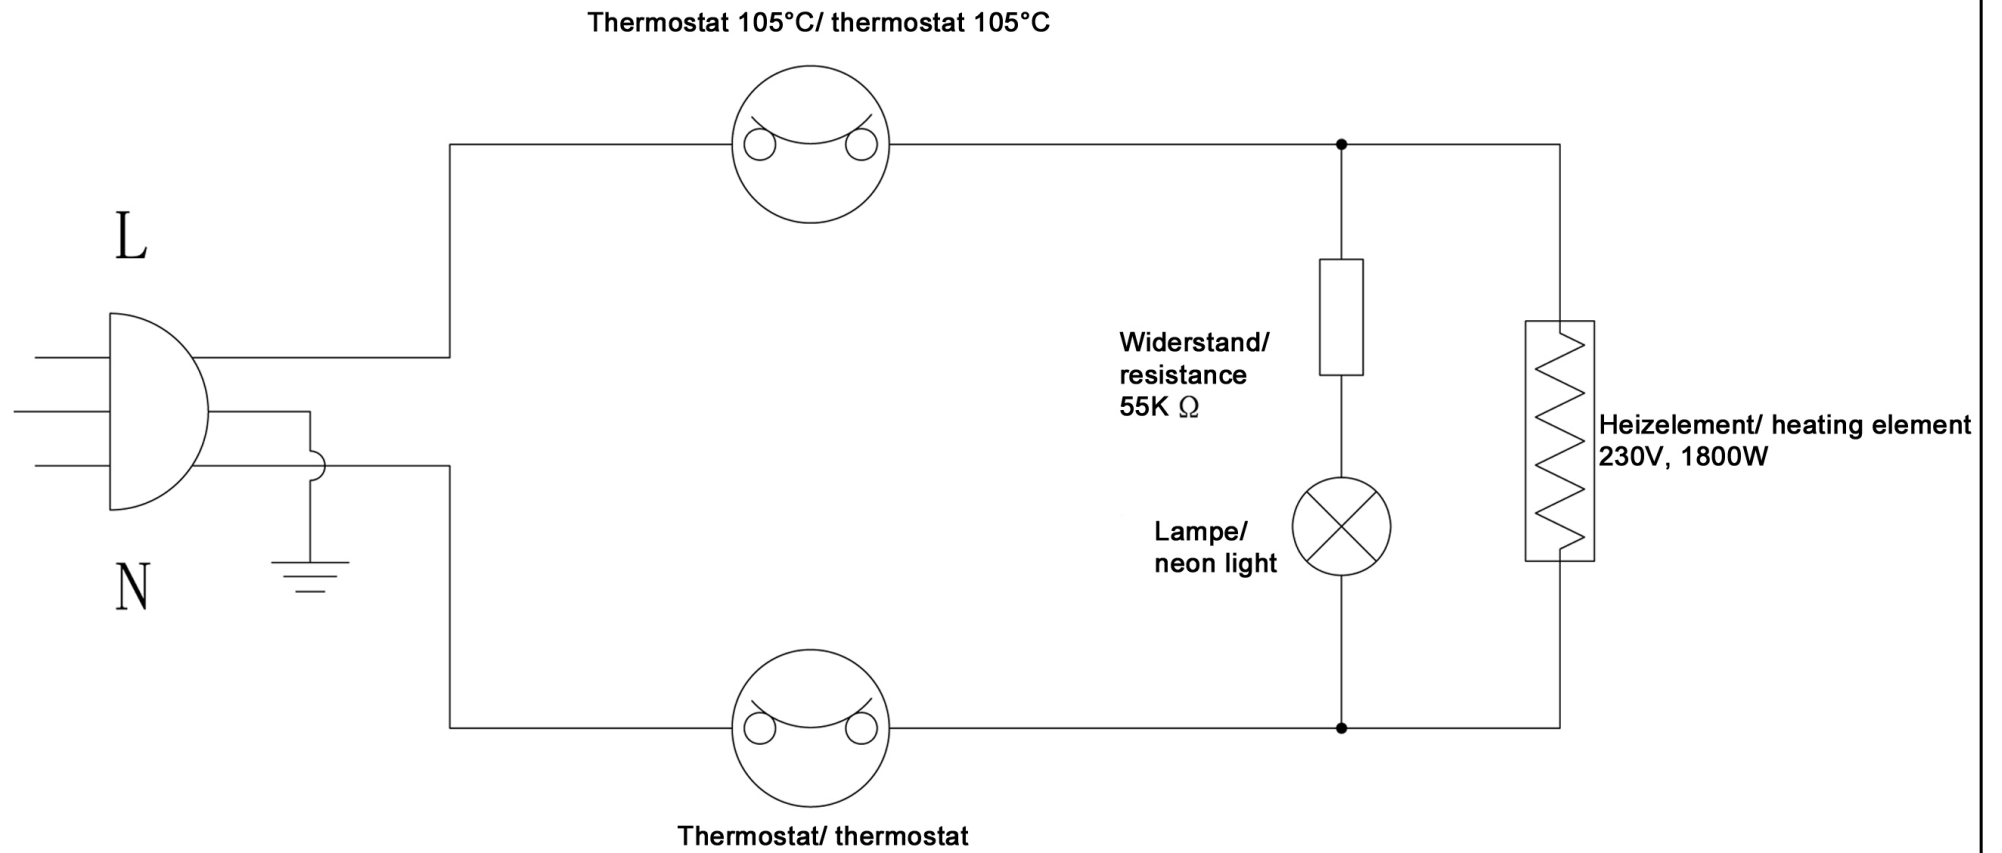 Thermostat 105°C/ thermostat 105°C
L
Widerstand/
resistance
55K Ω
Heizelement/ heating element
230V, 1800W
Lampe/
neon light
N
Thermostat/ thermostat